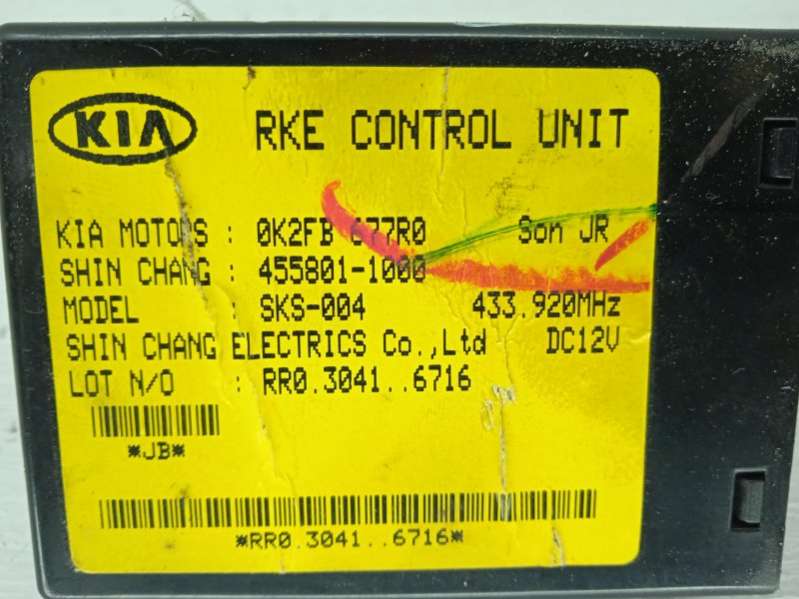 KIA RKE CONTROL UNIT
KIA MOTORS : 0K2FB 677R0 Son JR
SHIN CHANG : 455801-1000
MODEL : SKS-004 433.920MHz
SHIN CHANG ELECTRICS Co.,Ltd DC12V
LOT N/O : RR0.3041..6716
*JB*
*RR0.3041..6716*